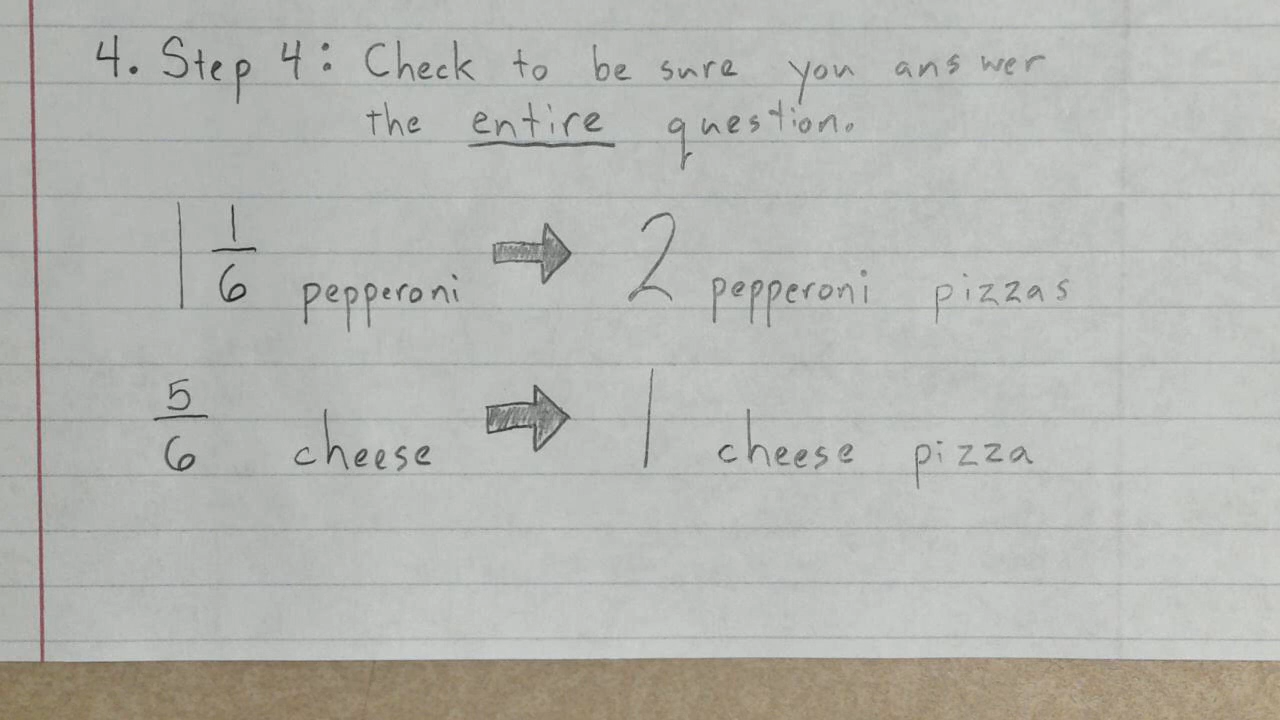 4. Step 4: Check to be sure you answer
the entire question.
1 1/6 pepperoni → 2 pepperoni pizzas
5/6 cheese → 1 cheese pizza